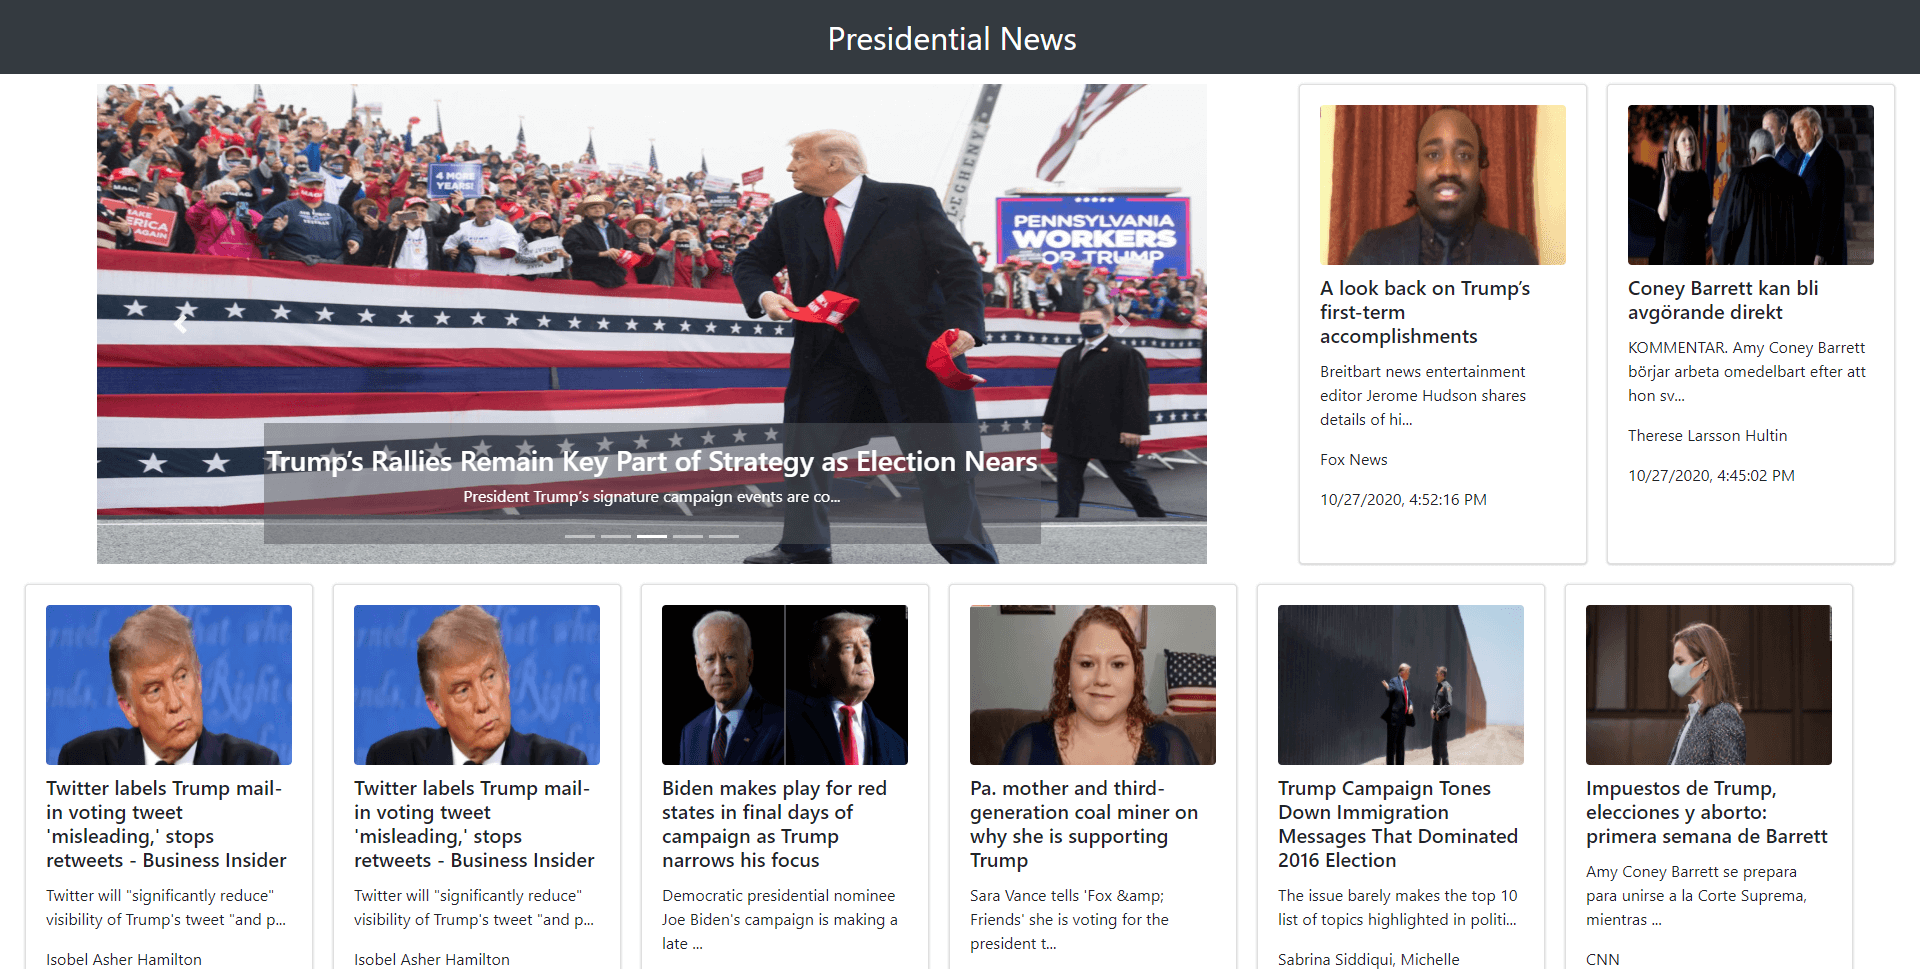 Presidential News
4 MORE
YEARS!
MAKE
AMERICA
AGAIN
PENNSYLVANIA
WORKERS
FOR TRUMP
Trump’s Rallies Remain Key Part of Strategy as Election Nears
President Trump’s signature campaign events are co...
A look back on Trump’s
first-term
accomplishments
Breitbart news entertainment
editor Jerome Hudson shares
details of hi...
Fox News
10/27/2020, 4:52:16 PM
Coney Barrett kan bli
avgörande direkt
KOMMENTAR. Amy Coney Barrett
börjar arbeta omedelbart efter att
hon sv...
Therese Larsson Hultin
10/27/2020, 4:45:02 PM
Twitter labels Trump mail-
in voting tweet
'misleading,' stops
retweets - Business Insider
Twitter will "significantly reduce"
visibility of Trump's tweet "and p...
Isobel Asher Hamilton
Twitter labels Trump mail-
in voting tweet
'misleading,' stops
retweets - Business Insider
Twitter will "significantly reduce"
visibility of Trump's tweet "and p...
Isobel Asher Hamilton
Biden makes play for red
states in final days of
campaign as Trump
narrows his focus
Democratic presidential nominee
Joe Biden's campaign is making a
late ...
Pa. mother and third-
generation coal miner on
why she is supporting
Trump
Sara Vance tells 'Fox &amp;
Friends' she is voting for the
president t...
Trump Campaign Tones
Down Immigration
Messages That Dominated
2016 Election
The issue barely makes the top 10
list of topics highlighted in politi...
Sabrina Siddiqui, Michelle
Impuestos de Trump,
elecciones y aborto:
primera semana de Barrett
Amy Coney Barrett se prepara
para unirse a la Corte Suprema,
mientras ...
CNN